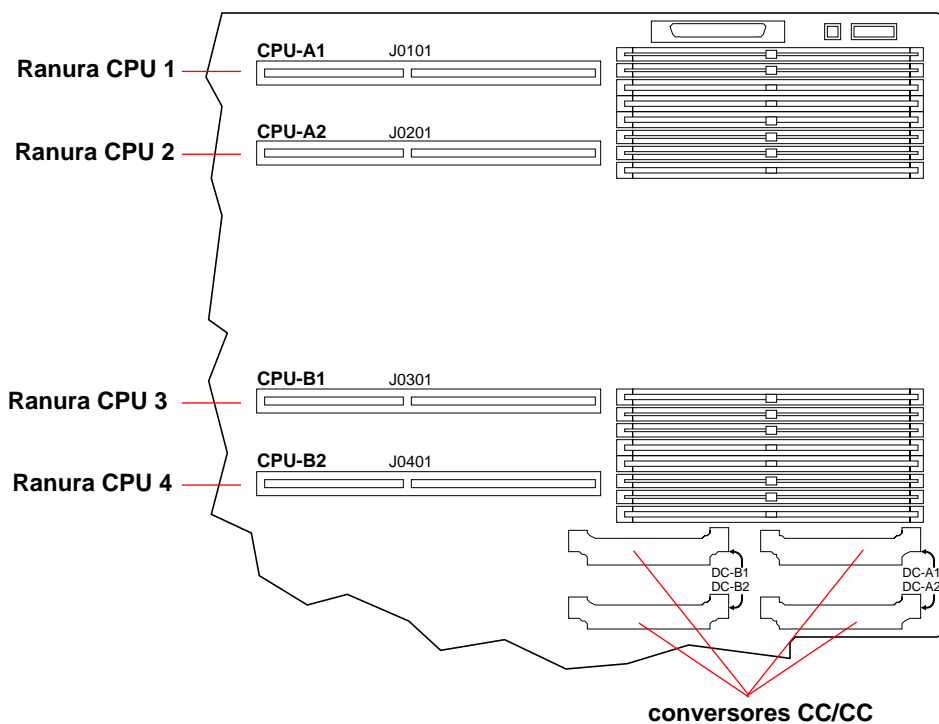 CPU-A1 J0101
Ranura CPU 1
CPU-A2 J0201
Ranura CPU 2
CPU-B1 J0301
Ranura CPU 3
CPU-B2 J0401
Ranura CPU 4
DC-B1 DC-A1
DC-B2 DC-A2
conversores CC/CC